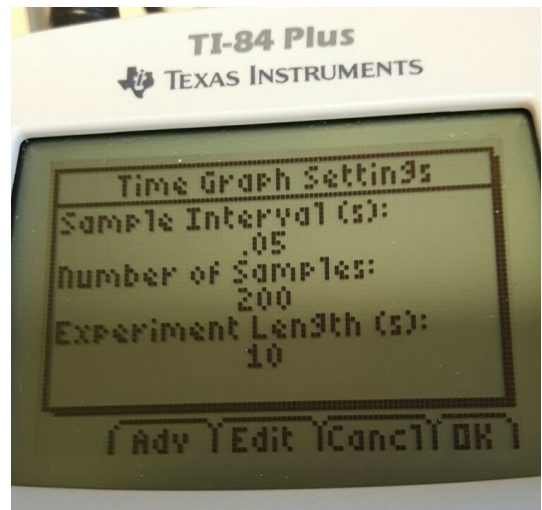 TI-84 Plus
TEXAS INSTRUMENTS
Time Graph Settings
Sample Interval (s):
.05
Number of Samples:
200
Experiment Length (s):
10
Adv Edit Cancl OK